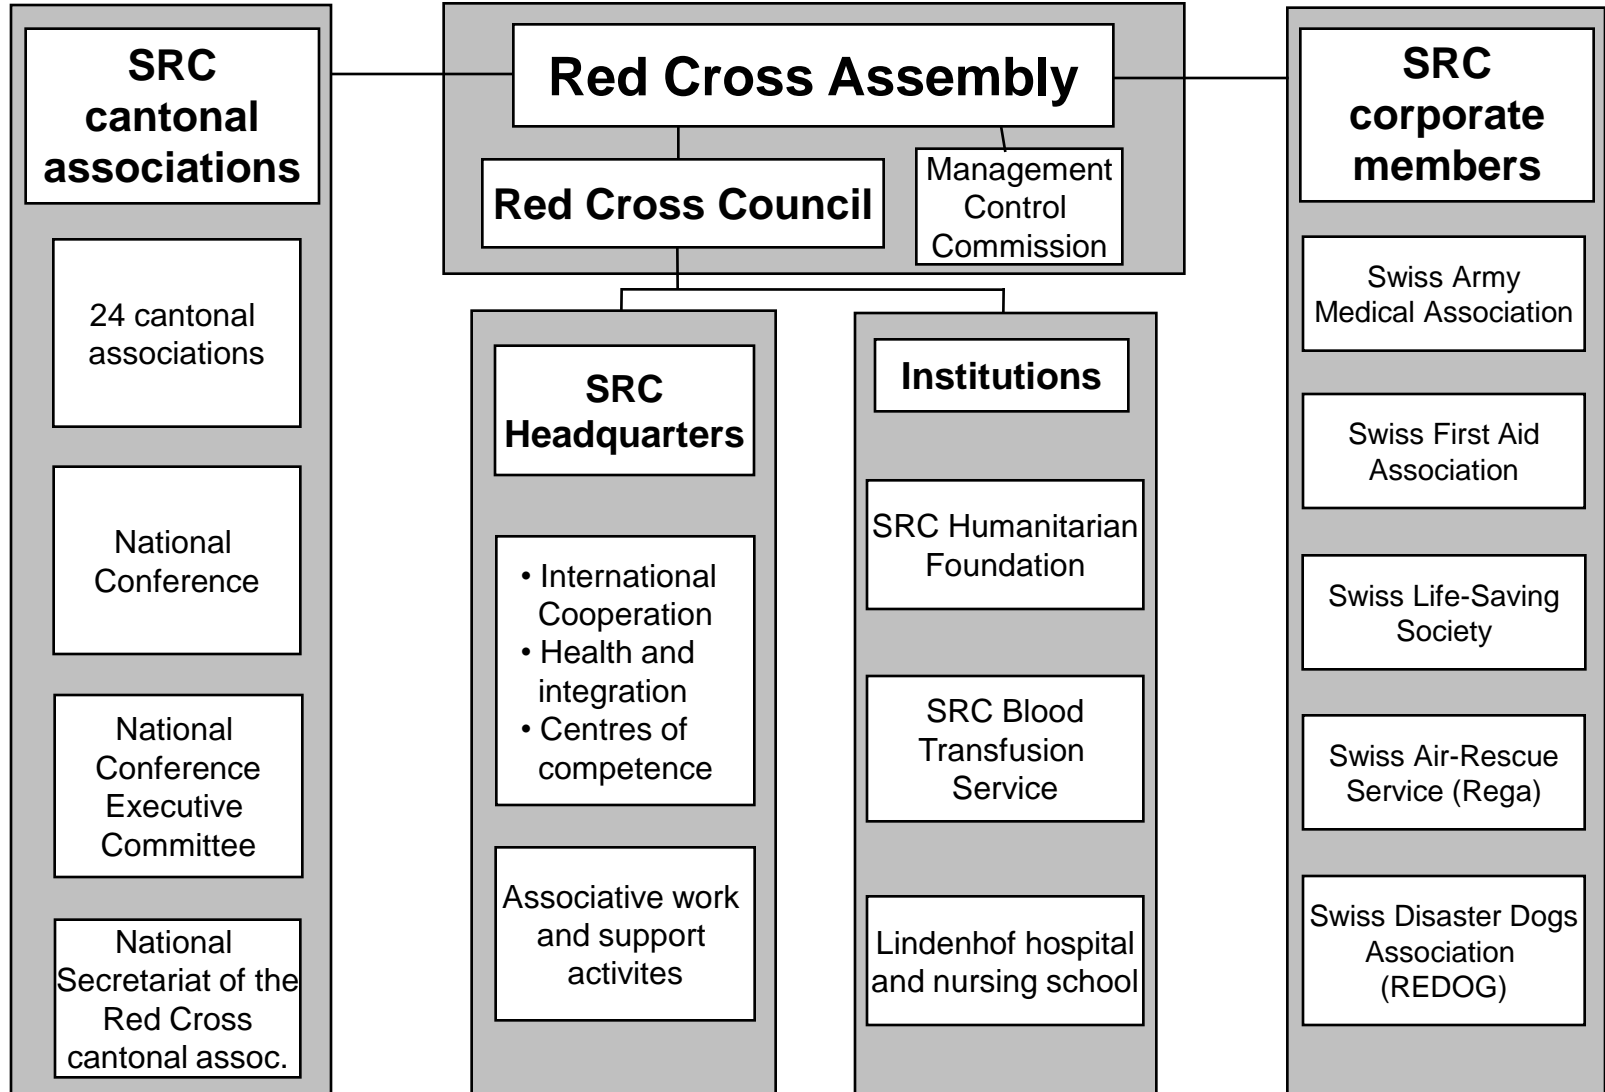 SRC
cantonal
associations
24 cantonal
associations
National
Conference
National
Conference
Executive
Committee
National
Secretariat of the
Red Cross
cantonal assoc.
Red Cross Assembly
Red Cross Council
Management
Control
Commission
SRC
Headquarters
• International
Cooperation
• Health and
integration
• Centres of
competence
Associative work
and support
activites
Institutions
SRC Humanitarian
Foundation
SRC Blood
Transfusion
Service
Lindenhof hospital
and nursing school
SRC
corporate
members
Swiss Army
Medical Association
Swiss First Aid
Association
Swiss Life-Saving
Society
Swiss Air-Rescue
Service (Rega)
Swiss Disaster Dogs
Association
(REDOG)